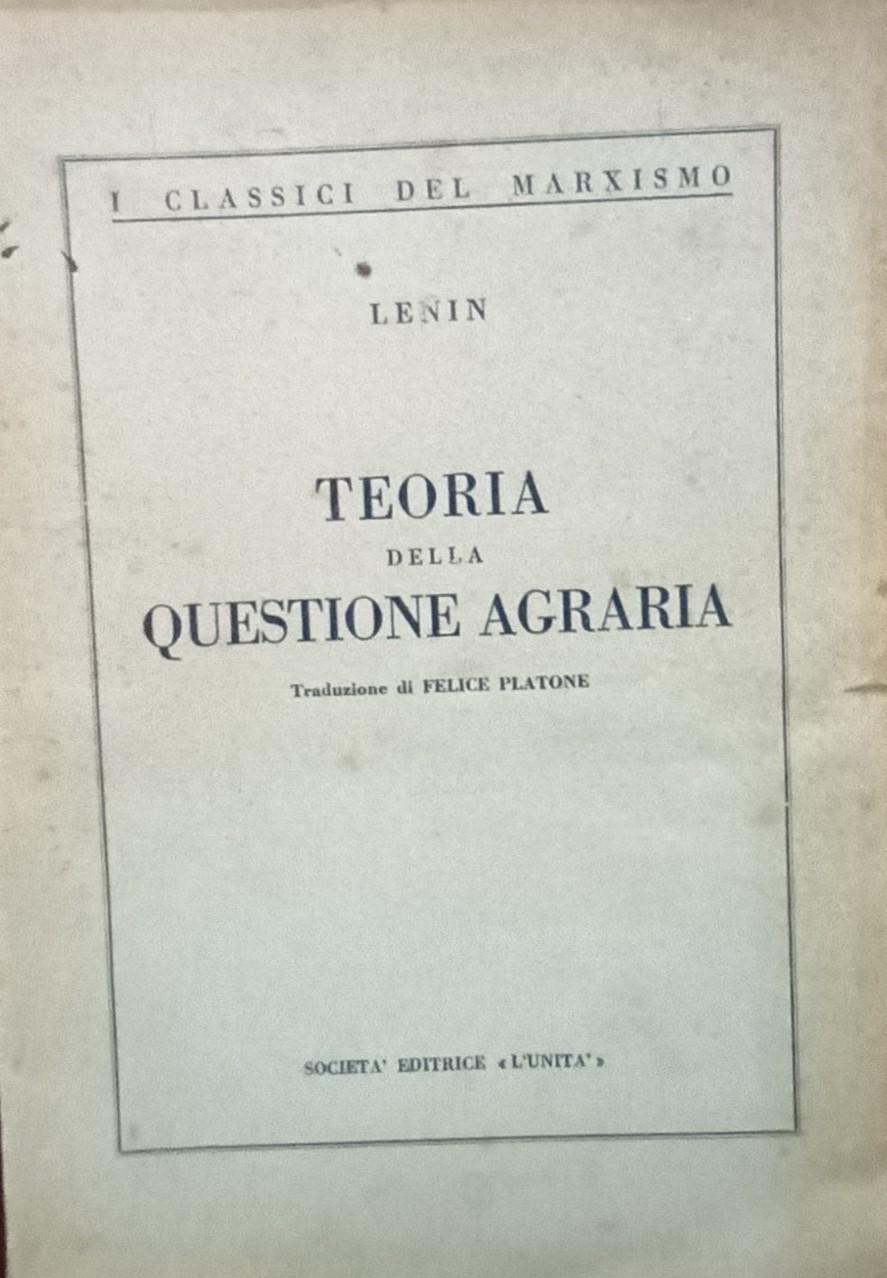 I CLASSICI DEL MARXISMO
LENIN
TEORIA
DELLA
QUESTIONE AGRARIA
Traduzione di FELICE PLATONE
SOCIETA' EDITRICE « L'UNITA' »